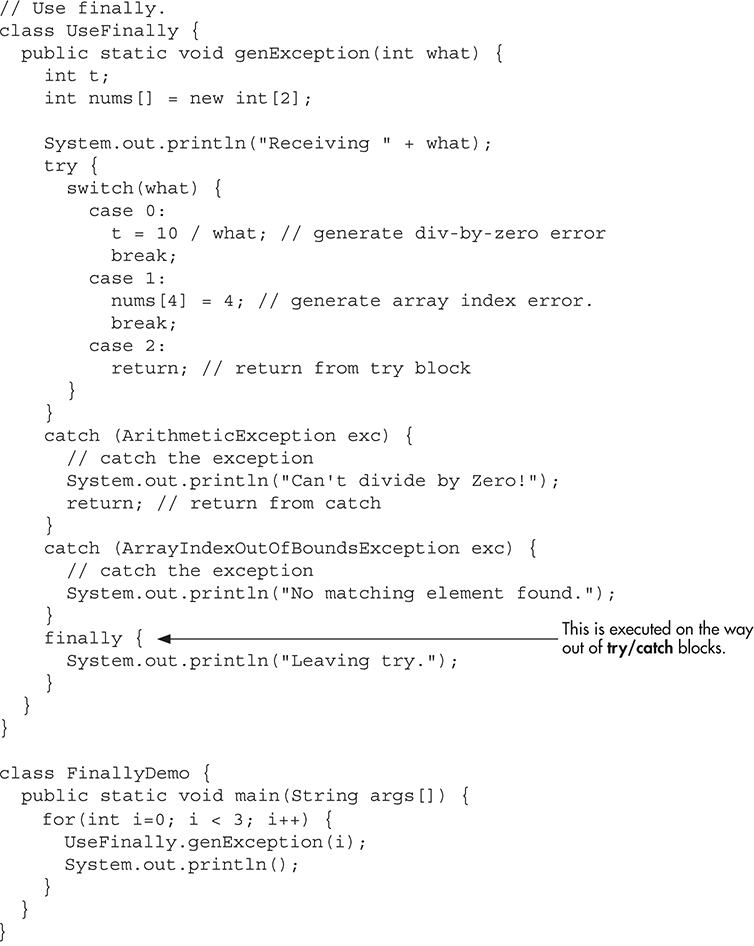 // Use finally.
class UseFinally {
  public static void genException(int what) {
    int t;
    int nums[] = new int[2];

    System.out.println("Receiving " + what);
    try {
      switch(what) {
        case 0:
          t = 10 / what; // generate div-by-zero error
          break;
        case 1:
          nums[4] = 4; // generate array index error.
          break;
        case 2:
          return; // return from try block
      }
    }
    catch (ArithmeticException exc) {
      // catch the exception
      System.out.println("Can't divide by Zero!");
      return; // return from catch
    }
    catch (ArrayIndexOutOfBoundsException exc) {
      // catch the exception
      System.out.println("No matching element found.");
    }
    finally {
This is executed on the way
out of try/catch blocks.
      System.out.println("Leaving try.");
    }
  }
}

class FinallyDemo {
  public static void main(String args[]) {
    for(int i=0; i < 3; i++) {
      UseFinally.genException(i);
      System.out.println();
    }
  }
}